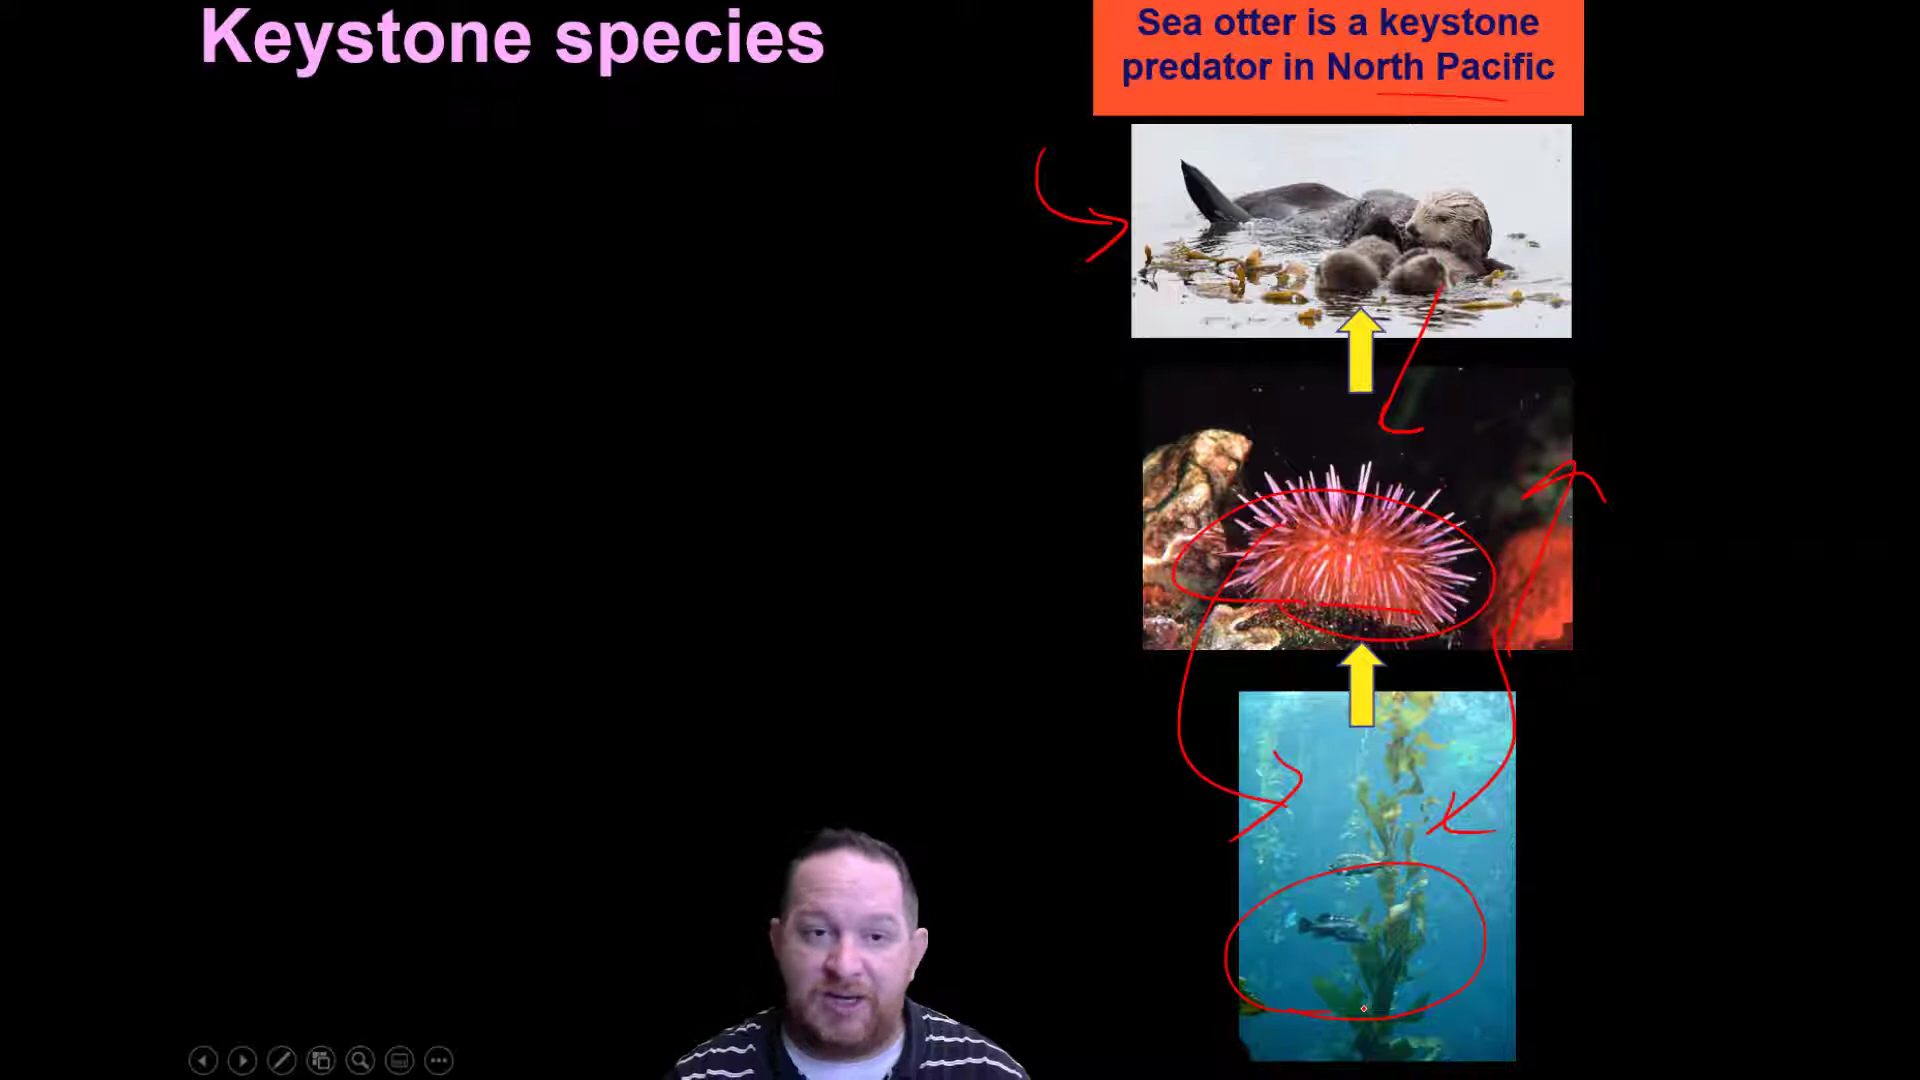 Keystone species
Sea otter is a keystone
predator in North Pacific